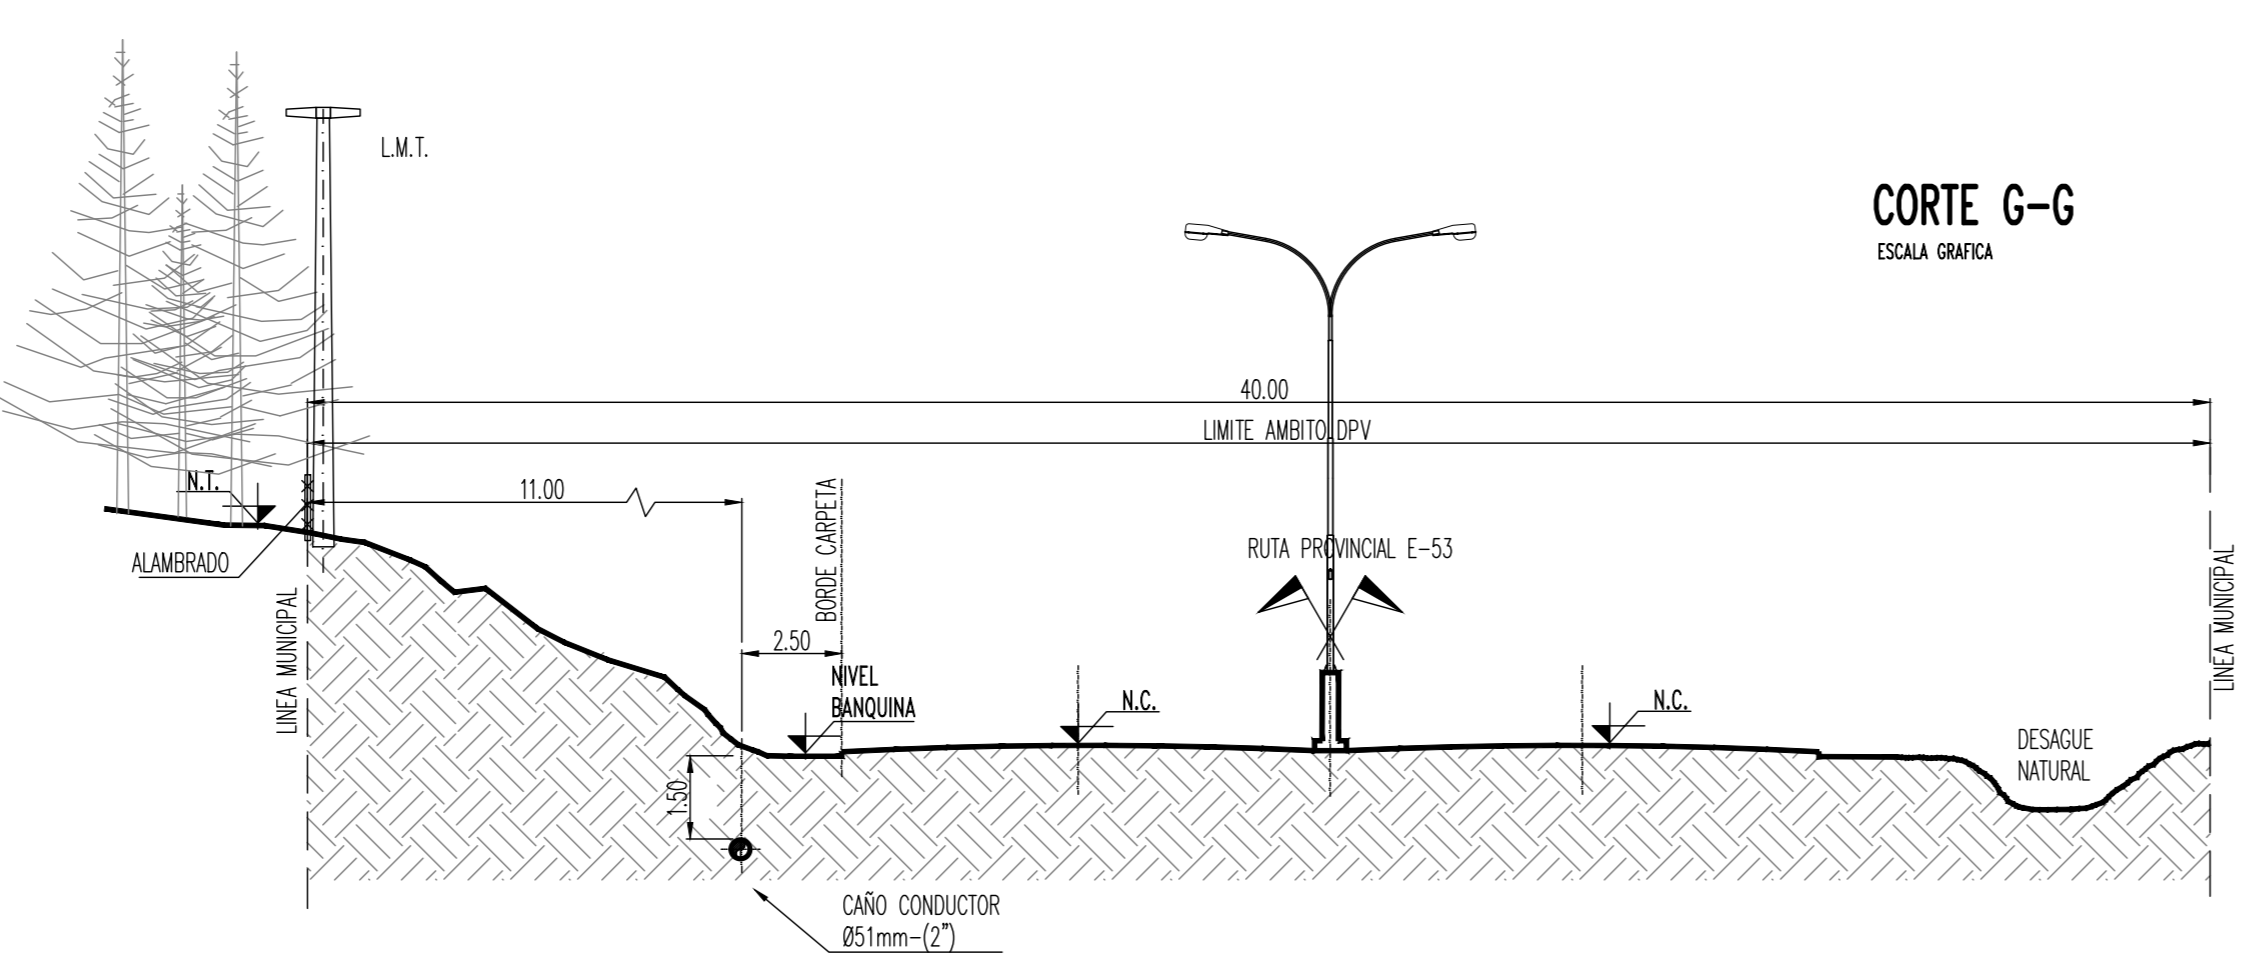 L.M.T.
CORTE G-G
ESCALA GRAFICA
40.00
LIMITE AMBITO DPV
N.T.
11.00
BORDE CARPETA
ALAMBRADO
RUTA PROVINCIAL E-53
LINEA MUNICIPAL
2.50
NIVEL
BANQUINA
N.C.
N.C.
LINEA MUNICIPAL
DESAGUE
NATURAL
1.50
CAÑO CONDUCTOR
Ø51mm-(2")